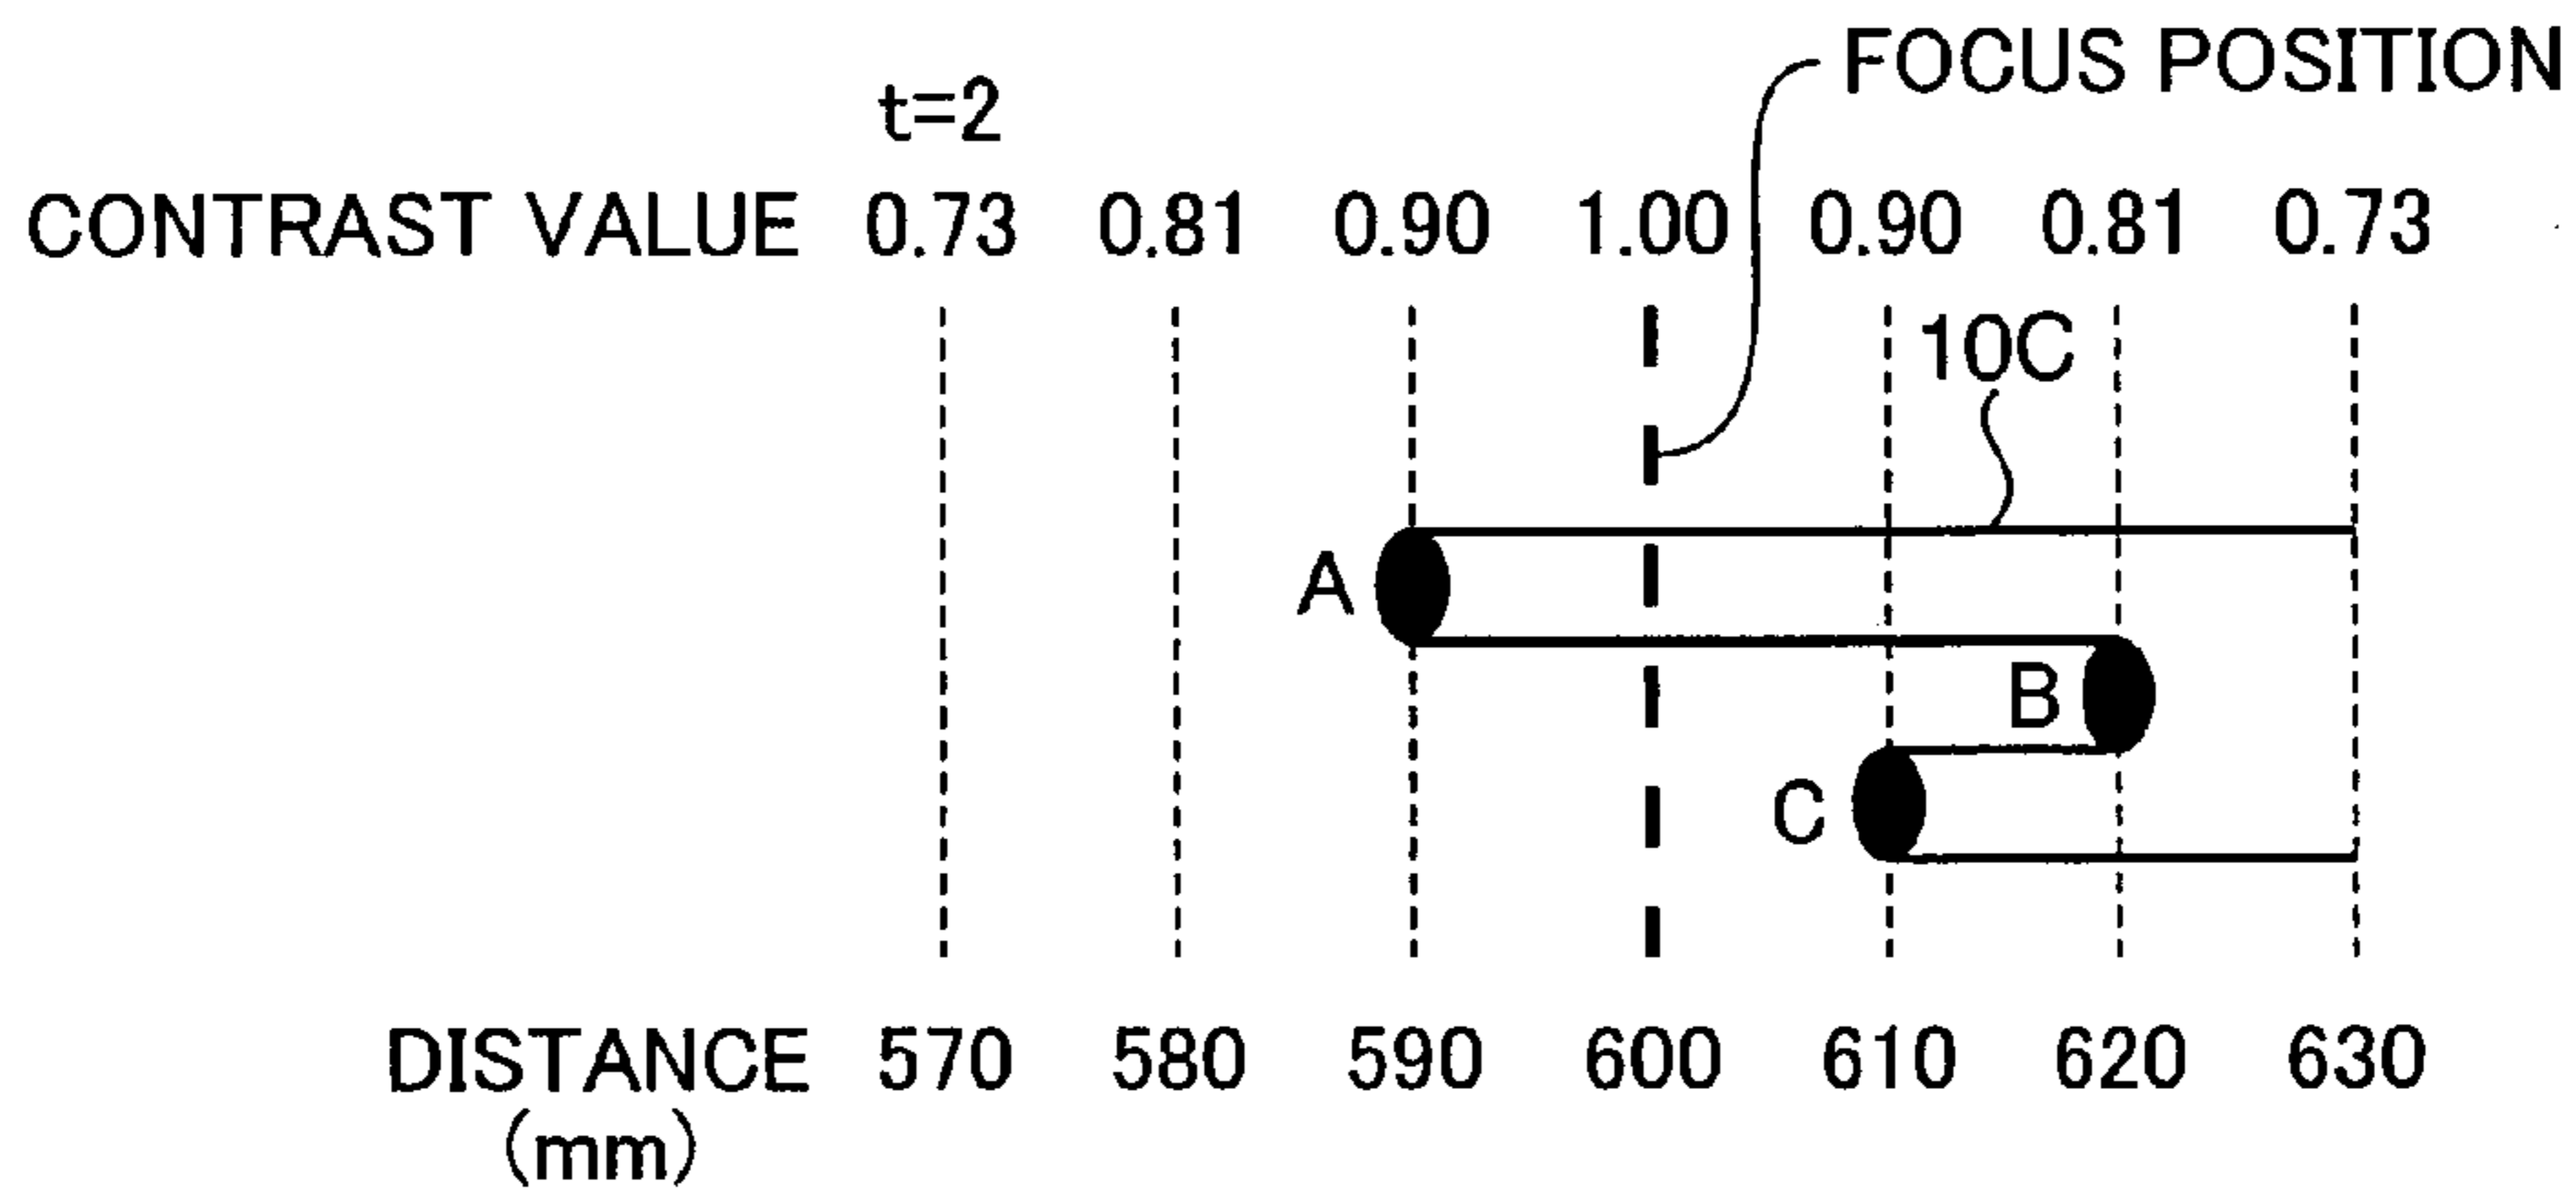 FOCUS POSITION
t=2
CONTRAST VALUE 0.73 0.81 0.90 1.00 0.90 0.81 0.73
10C
A
B
C
DISTANCE 570 580 590 600 610 620 630
(mm)